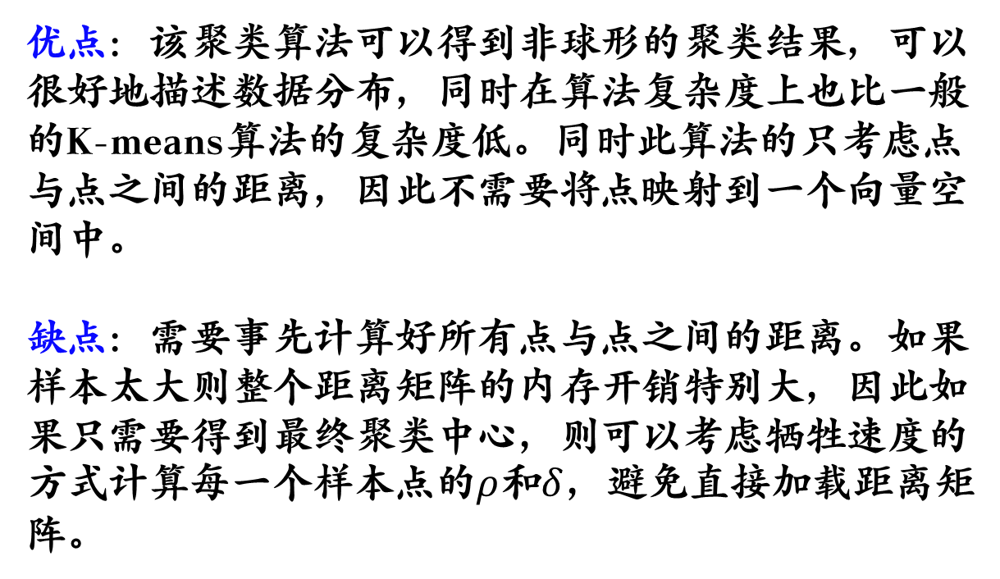 优点：该聚类算法可以得到非球形的聚类结果，可以
很好地描述数据分布，同时在算法复杂度上也比一般
的K-means算法的复杂度低。同时此算法的只考虑点
与点之间的距离，因此不需要将点映射到一个向量空
间中。
缺点：需要事先计算好所有点与点之间的距离。如果
样本太大则整个距离矩阵的内存开销特别大，因此如
果只需要得到最终聚类中心，则可以考虑牺牲速度的
方式计算每一个样本点的ρ和δ，避免直接加载距离矩
阵。